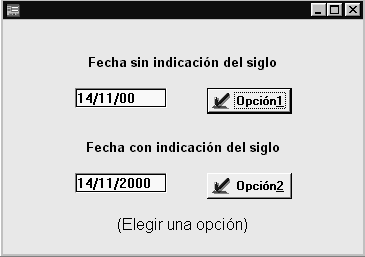 Fecha sin indicación del siglo
14/11/00 Opción1
Fecha con indicación del siglo
14/11/2000 Opción2
(Elegir una opción)